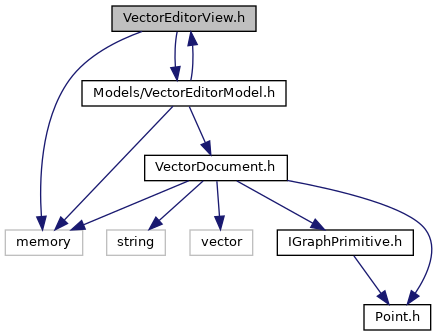 VectorEditorView.h
Models/VectorEditorModel.h
VectorDocument.h
memory
string
vector
IGraphPrimitive.h
Point.h